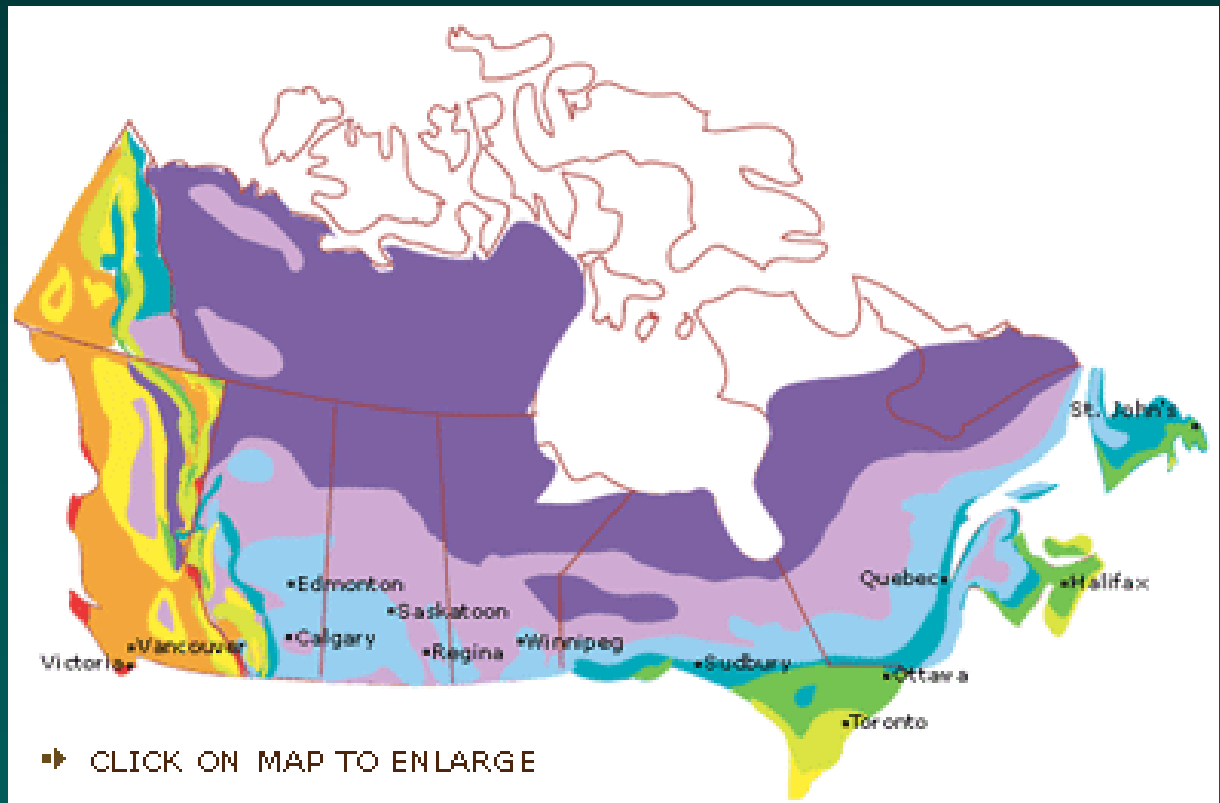 St. John's
Edmonton
Quebec
Halifax
Saskatoon
Calgary
Winnipeg
Vancouver
Regina
Victoria
Sudbury
Ottawa
Toronto
CLICK ON MAP TO ENLARGE